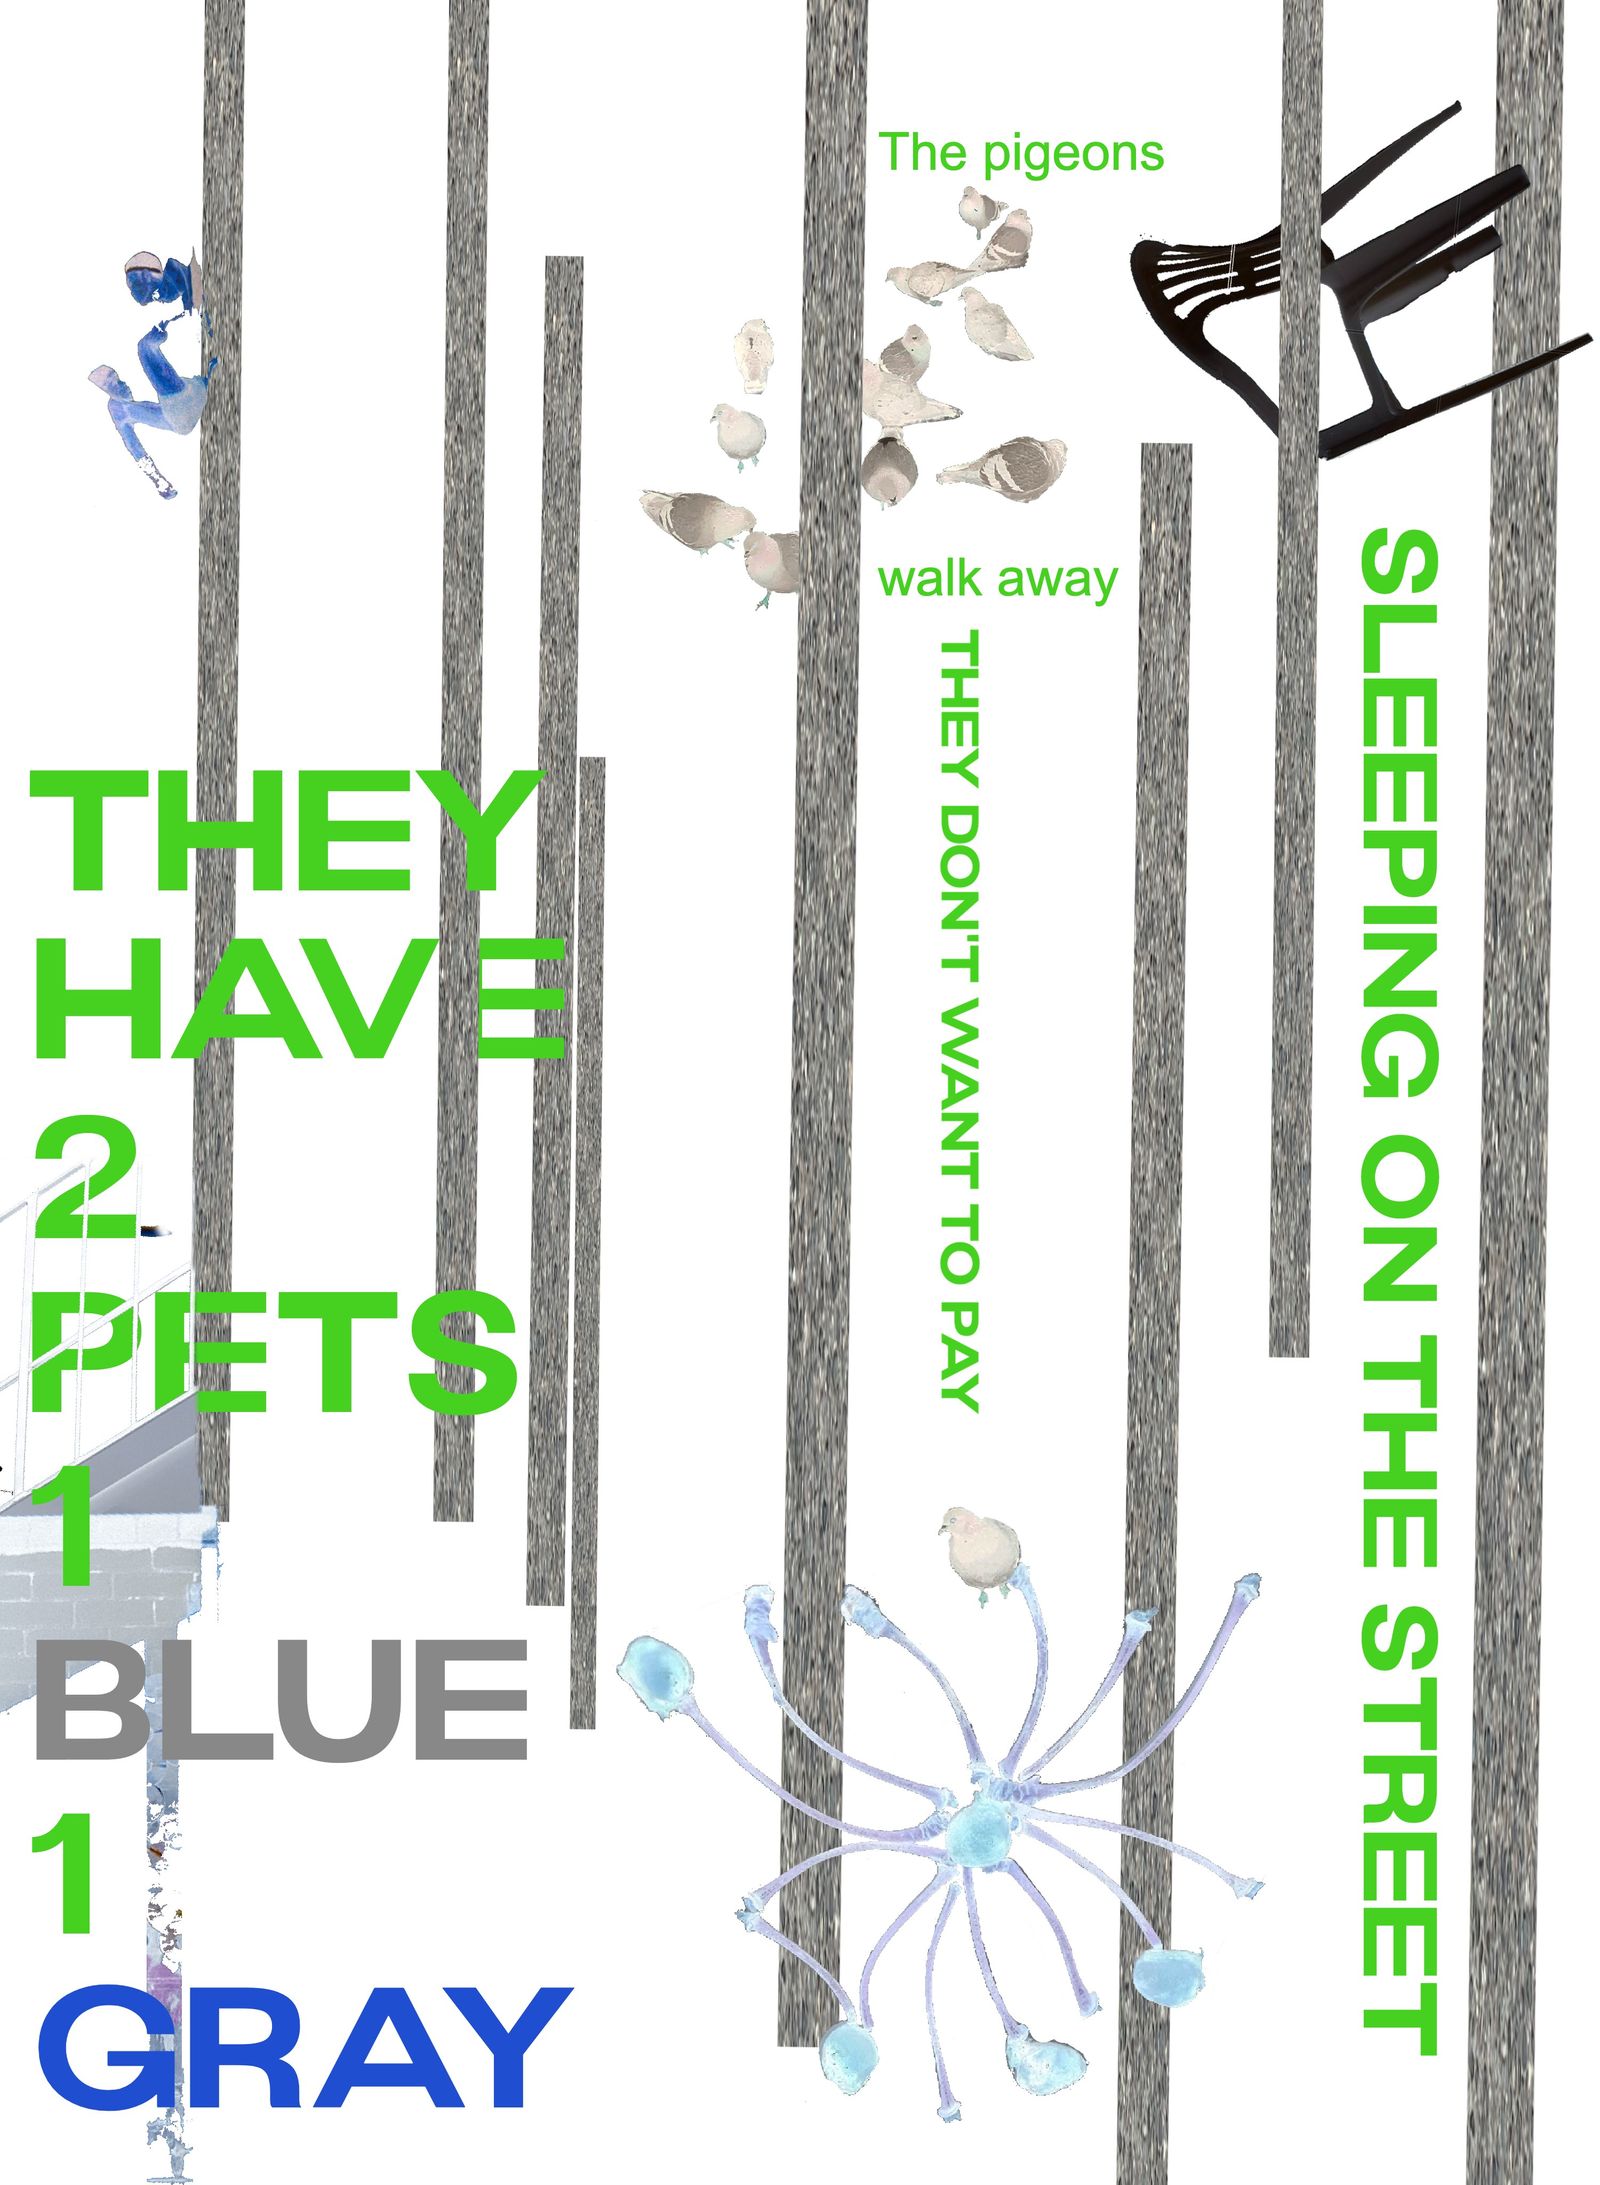 The pigeons
walk away
THEY DON'T WANT TO PAY
SLEEPING ON THE STREET
THEY
HAVE
2
PETS
1
BLUE
1
GRAY